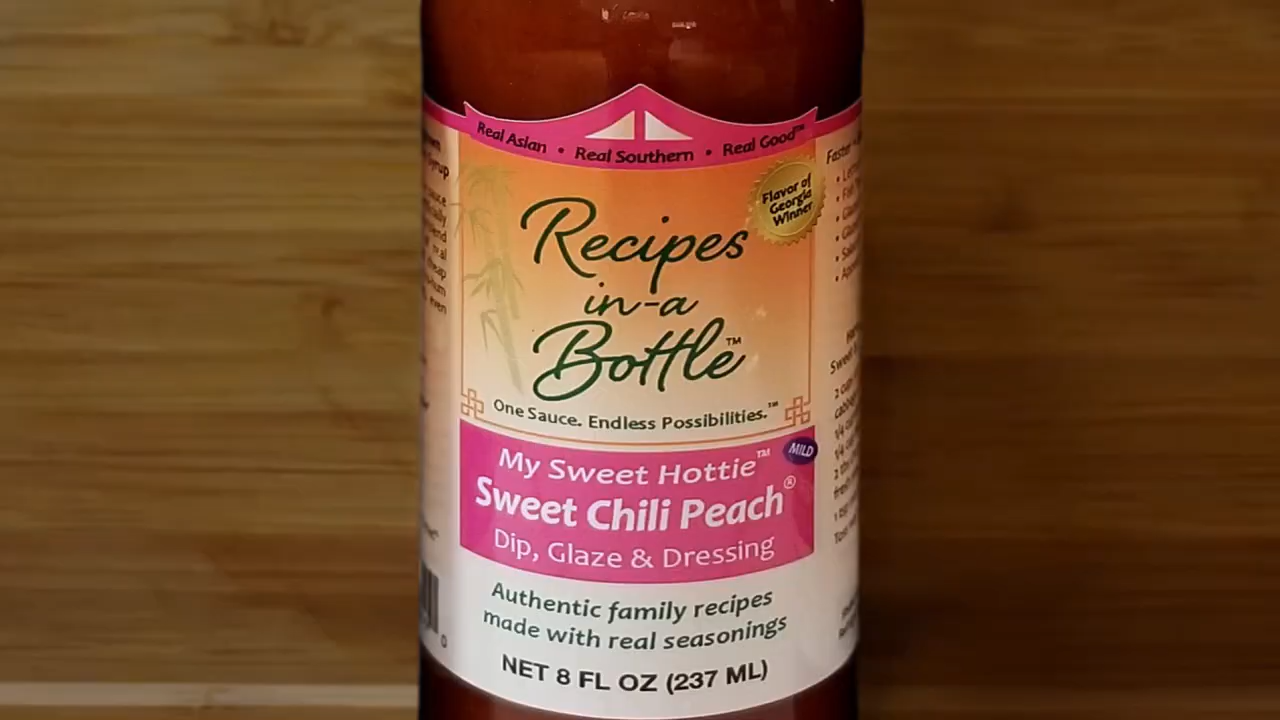 Real Asian • Real Southern • Real Good™
Flavor of
Georgia
Winner
Recipes
in-a
Bottle™
One Sauce. Endless Possibilities.™
MILD
My Sweet Hottie™
Sweet Chili Peach®
Dip, Glaze & Dressing
Authentic family recipes
made with real seasonings
NET 8 FL OZ (237 ML)